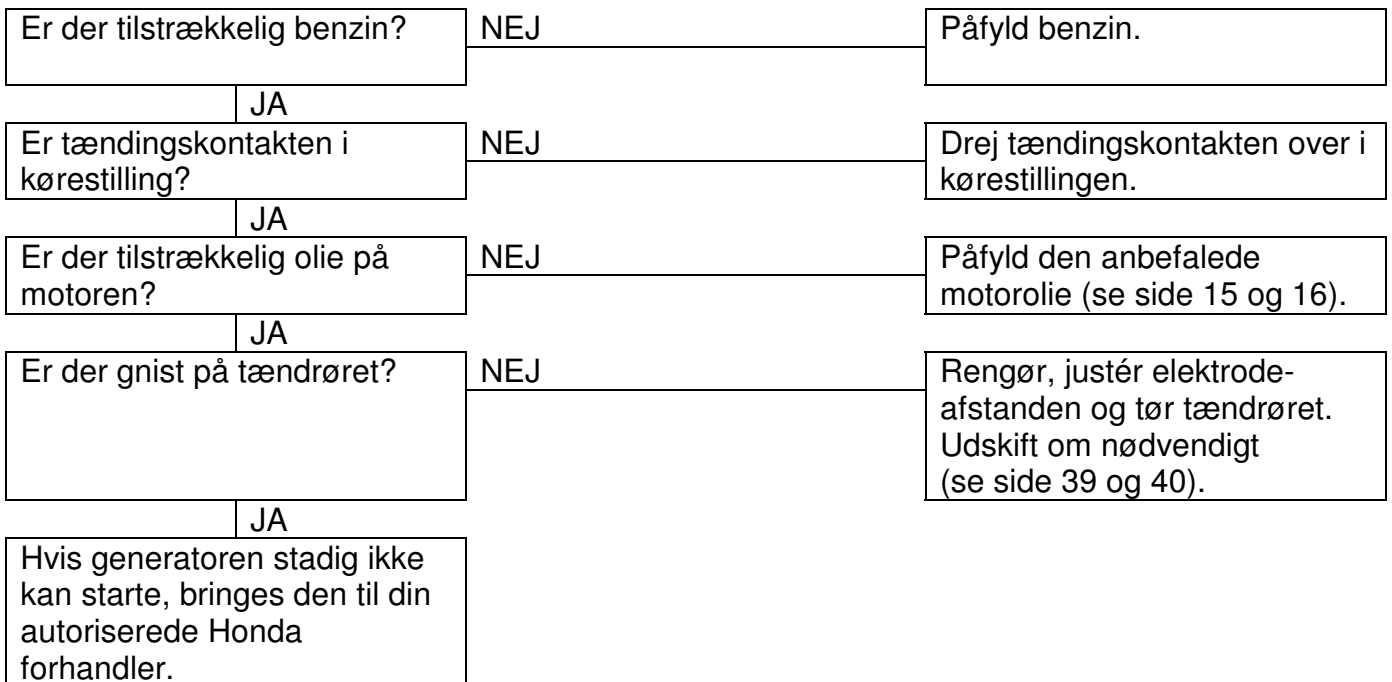 Er der tilstrækkelig benzin?
NEJ
Påfyld benzin.
JA
Er tændingskontakten i
kørestilling?
NEJ
Drej tændingskontakten over i
kørestillingen.
JA
Er der tilstrækkelig olie på
motoren?
NEJ
Påfyld den anbefalede
motorolie (se side 15 og 16).
JA
Er der gnist på tændrøret?
NEJ
Rengør, justér elektrode-
afstanden og tør tændrøret.
Udskift om nødvendigt
(se side 39 og 40).
JA
Hvis generatoren stadig ikke
kan starte, bringes den til din
autoriserede Honda
forhandler.